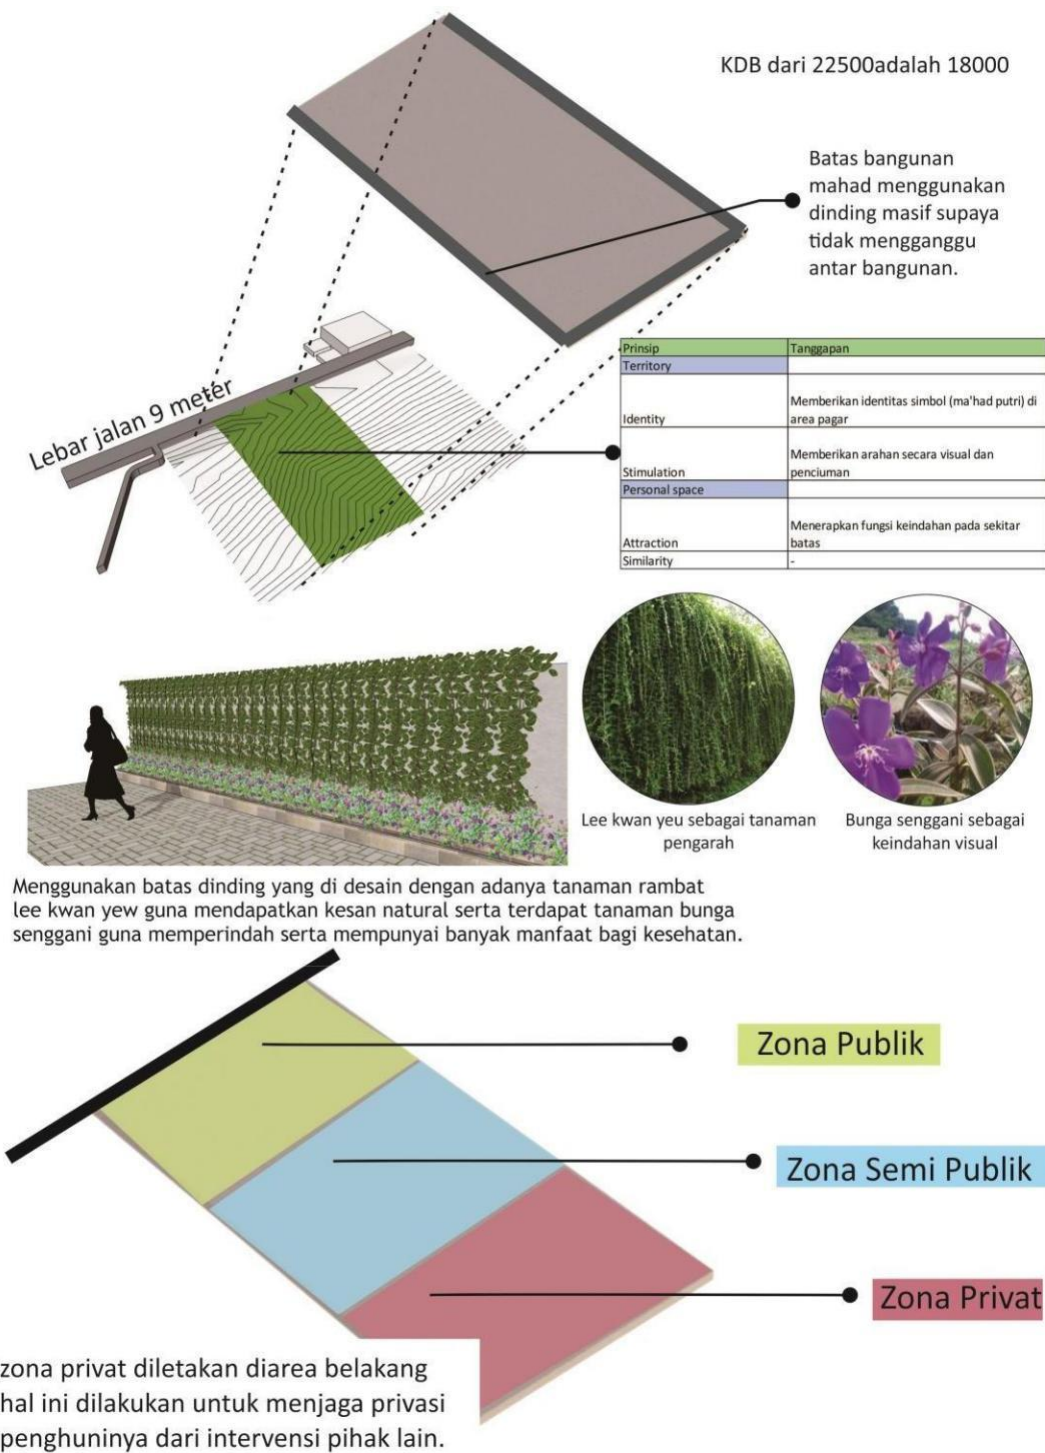 KDB dari 22500adalah 18000
Batas bangunan
mahad menggunakan
dinding masif supaya
tidak mengganggu
antar bangunan.
Lebar jalan 9 meter
Prinsip Tanggapan
Territory
Identity Memberikan identitas simbol (ma'had putri) di
area pagar
Stimulation Memberikan arahan secara visual dan
penciuman
Personal space
Attraction Menerapkan fungsi keindahan pada sekitar
batas
Similarity -
Lee kwan yeu sebagai tanaman
pengarah
Bunga senggani sebagai
keindahan visual
Menggunakan batas dinding yang di desain dengan adanya tanaman rambat
lee kwan yew guna mendapatkan kesan natural serta terdapat tanaman bunga
senggani guna memperindah serta mempunyai banyak manfaat bagi kesehatan.
Zona Publik
Zona Semi Publik
Zona Privat
zona privat diletakan diarea belakang
hal ini dilakukan untuk menjaga privasi
penghuninya dari intervensi pihak lain.